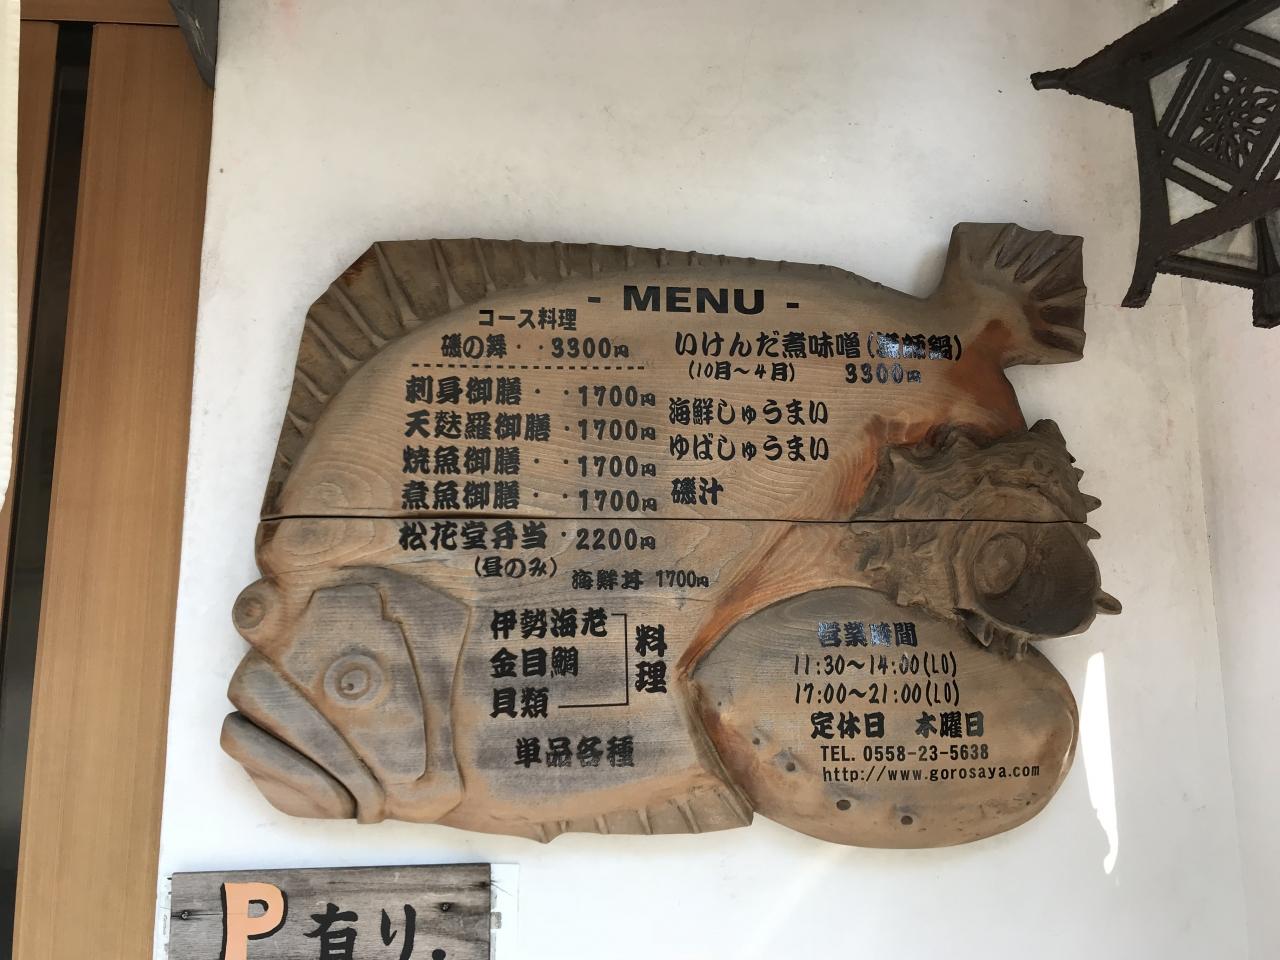 - MENU -
コース料理
磯の舞・・3300円
刺身御膳・・1700円
天麩羅御膳・1700円
焼魚御膳・・1700円
煮魚御膳・・1700円
松花堂弁当・2200円
(昼のみ)
海鮮丼 1700円
伊勢海老
金目鯛
貝類
料理
単品各種
いけんだ煮味噌(漁師鍋)
(10月～4月) 3300円
海鮮しゅうまい
ゆばしゅうまい
磯汁
営業時間
11:30～14:00(LO)
17:00～21:00(LO)
定休日 木曜日
TEL. 0558-23-5638
http://www.gorosaya.com
P有り.